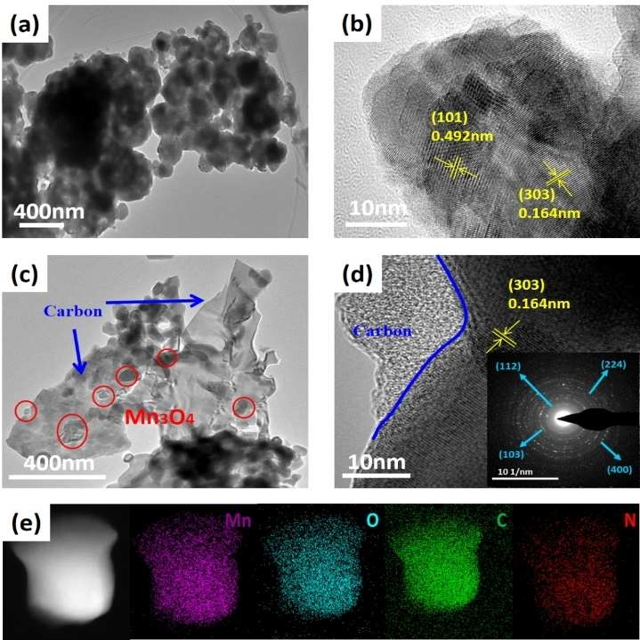 (a)
400nm
(b)
(101)
0.492nm
(303)
0.164nm
10nm
(c)
Carbon
Mn3O4
400nm
(d)
(303)
0.164nm
Carbon
10nm
(112)
(224)
(103)
(400)
10 1/nm
(e)
Mn
O
C
N